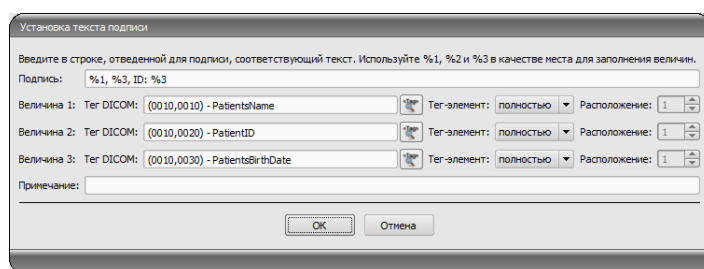 Установка текста подписи
Введите в строке, отведенной для подписи, соответствующий текст. Используйте %1, %2 и %3 в качестве места для заполнения величин.
Подпись: %1, %3, ID: %3
Величина 1: Тег DICOM: (0010,0010) - PatientsName Тег-элемент: полностью Расположение: 1
Величина 2: Тег DICOM: (0010,0020) - PatientID Тег-элемент: полностью Расположение: 1
Величина 3: Тег DICOM: (0010,0030) - PatientsBirthDate Тег-элемент: полностью Расположение: 1
Примечание:
OK Отмена